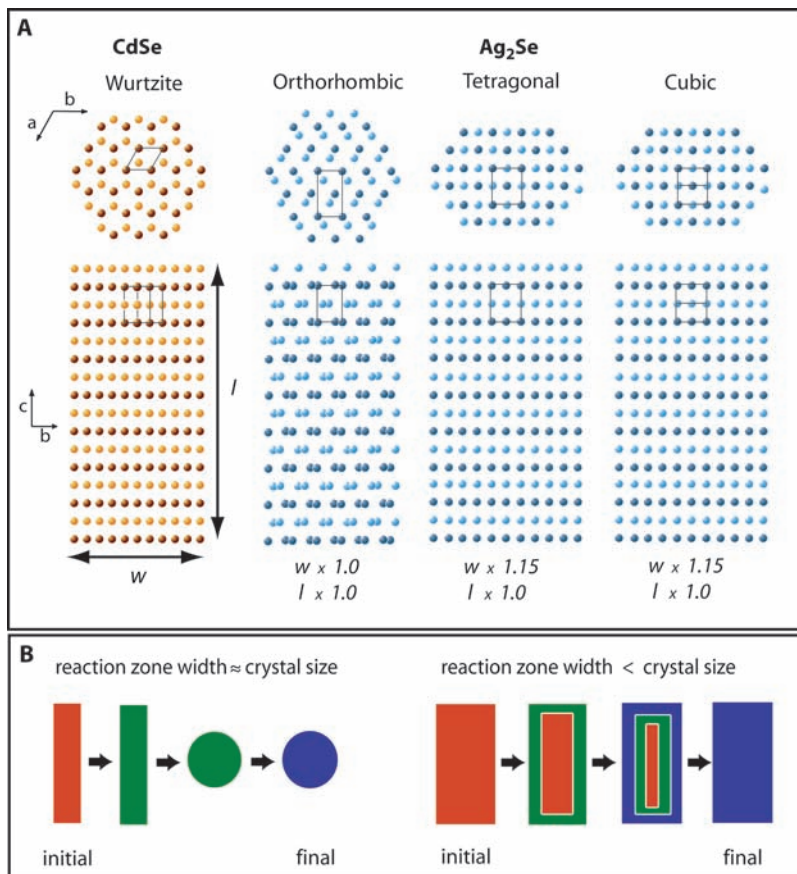 A
CdSe
Ag₂Se
Wurtzite
Orthorhombic
Tetragonal
Cubic
b
a
l
c
b
w
w x 1.0
l x 1.0
w x 1.15
l x 1.0
w x 1.15
l x 1.0
B
reaction zone width ≈ crystal size
reaction zone width < crystal size
initial
final
initial
final